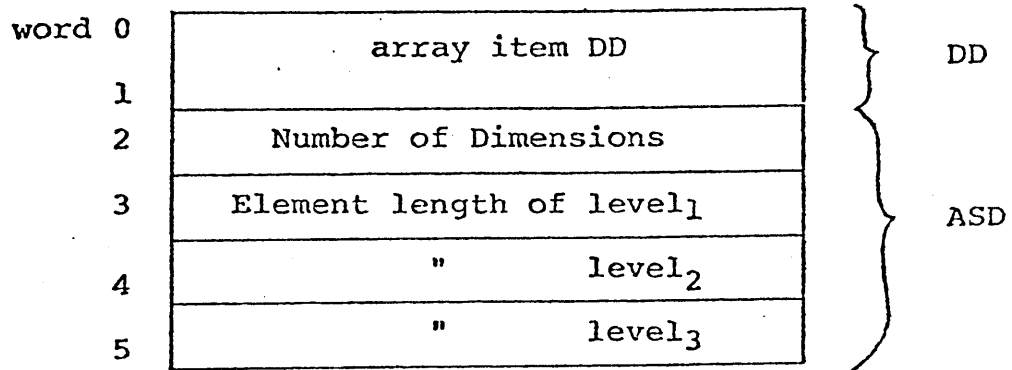 word 0 array item DD DD
1
2 Number of Dimensions
3 Element length of level1 ASD
4 " level2
5 " level3